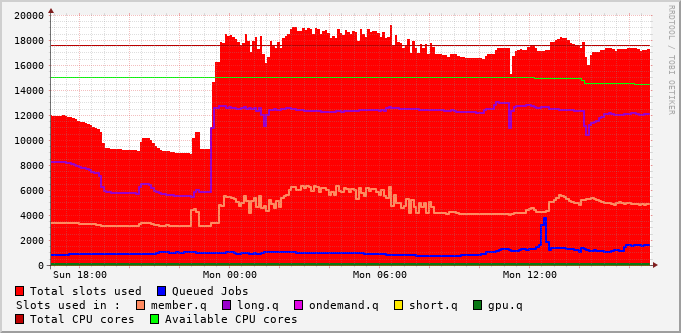 RRDTOOL / TOBI OETIKER
20000
18000
16000
14000
12000
10000
8000
6000
4000
2000
0
Sun 18:00 Mon 00:00 Mon 06:00 Mon 12:00
Total slots used Queued Jobs
Slots used in : member.q long.q ondemand.q short.q gpu.q
Total CPU cores Available CPU cores